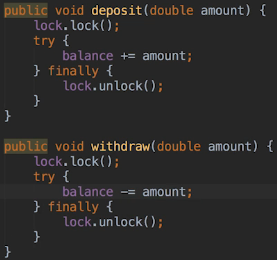 public void deposit(double amount) {
    lock.lock();
    try {
        balance += amount;
    } finally {
        lock.unlock();
    }
}

public void withdraw(double amount) {
    lock.lock();
    try {
        balance -= amount;
    } finally {
        lock.unlock();
    }
}